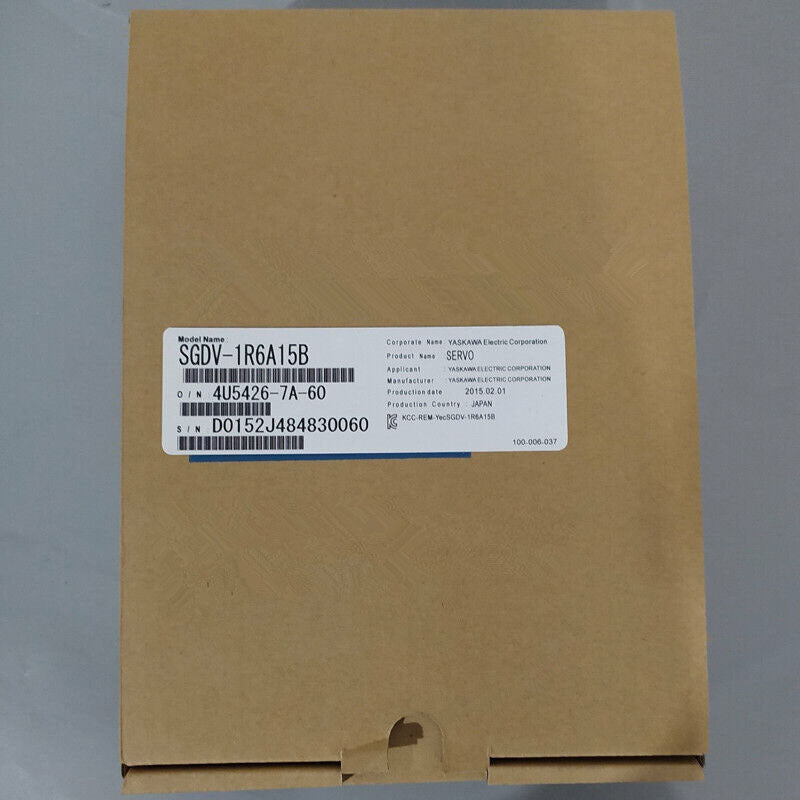 Model Name
SGDV-1R6A15B
O/N 4U5426-7A-60
S/N D0152J484830060
Corporate Name YASKAWA Electric Corporation
Product Name SERVO
Applicant : YASKAWA ELECTRIC CORPORATION
Manufacturer : YASKAWA ELECTRIC CORPORATION
Production date 2015.02.01
Production Country : JAPAN
KCC-REM-YecSGDV-1R6A15B
100-006-037